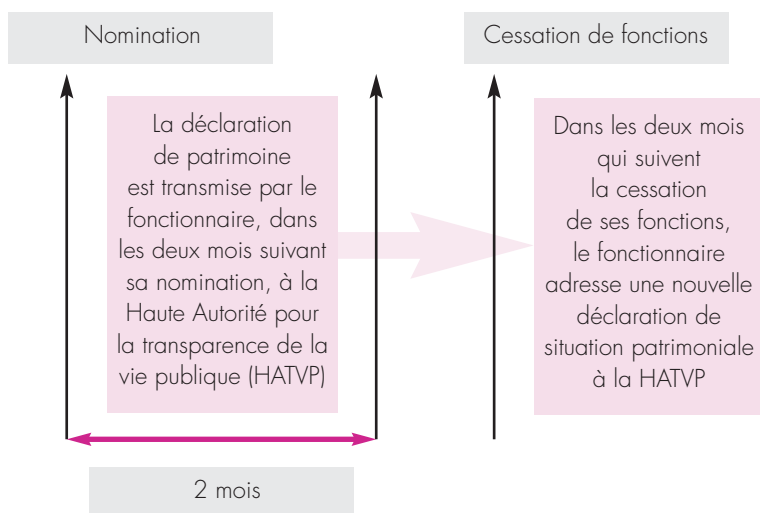 Nomination
Cessation de fonctions
La déclaration
de patrimoine
est transmise par le
fonctionnaire, dans
les deux mois suivant
sa nomination, à la
Haute Autorité pour
la transparence de la
vie publique (HATVP)
Dans les deux mois
qui suivent
la cessation
de ses fonctions,
le fonctionnaire
adresse une nouvelle
déclaration de
situation patrimoniale
à la HATVP
2 mois